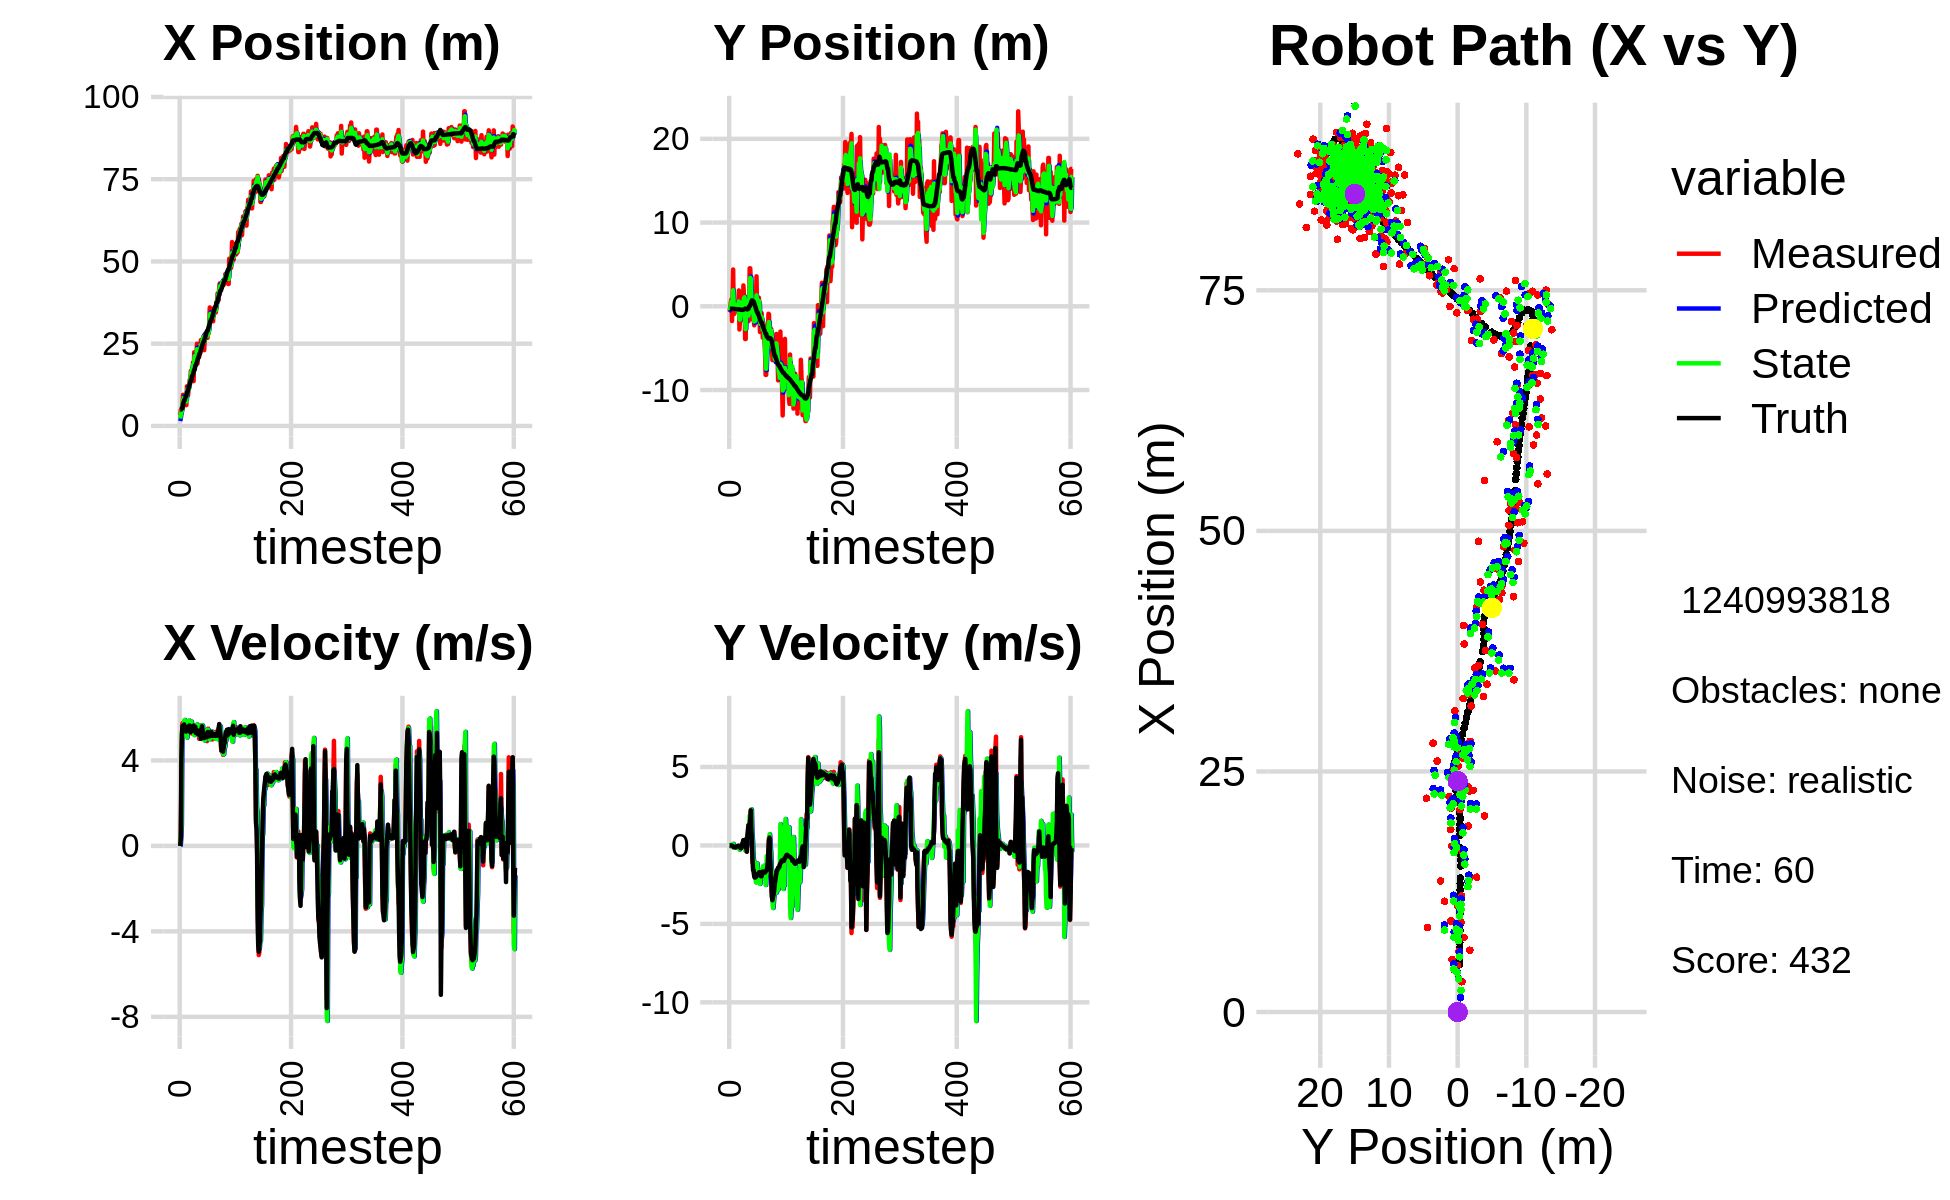 X Position (m)
100
75
50
25
0
0
200
400
600
timestep
Y Position (m)
20
10
0
-10
0
200
400
600
timestep
X Velocity (m/s)
4
0
-4
-8
0
200
400
600
timestep
Y Velocity (m/s)
5
0
-5
-10
0
200
400
600
timestep
Robot Path (X vs Y)
X Position (m)
75
50
25
0
20 10 0 -10 -20
Y Position (m)
variable
Measured
Predicted
State
Truth
1240993818
Obstacles: none
Noise: realistic
Time: 60
Score: 432